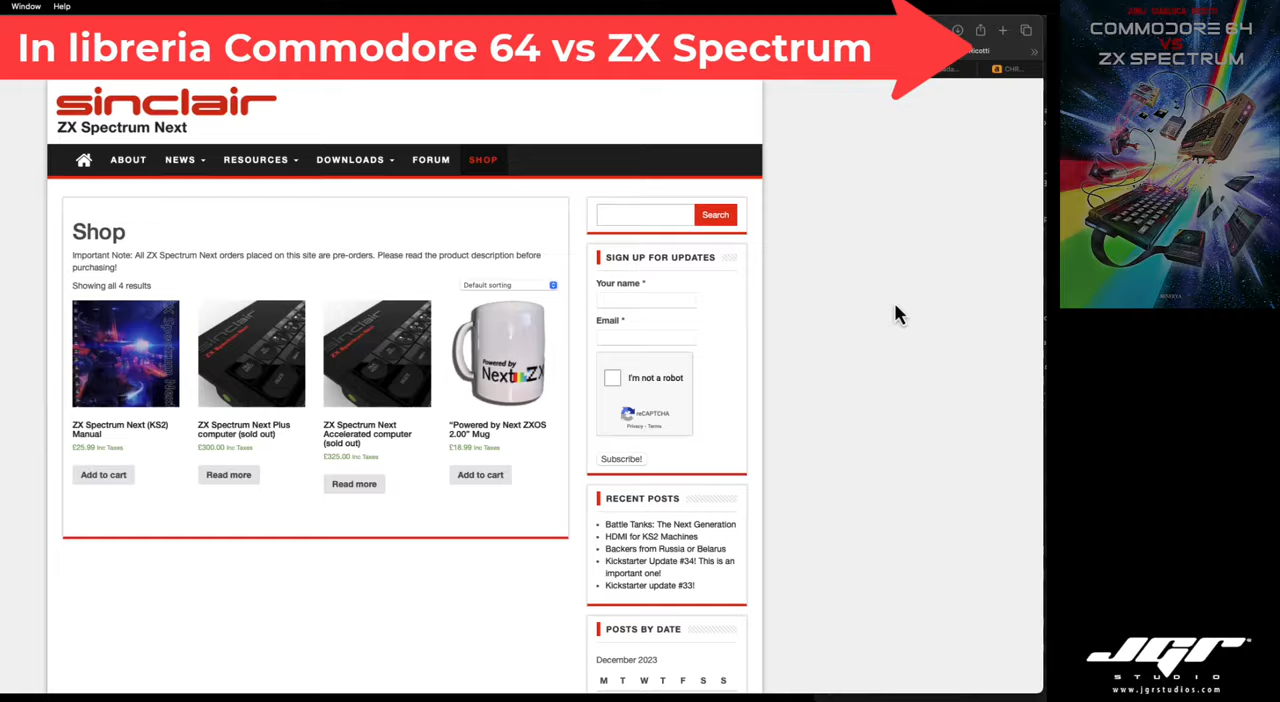 Window Help
In libreria Commodore 64 vs ZX Spectrum
sinclair
ZX Spectrum Next
ABOUT NEWS RESOURCES DOWNLOADS FORUM SHOP
Shop
Important Note: All ZX Spectrum Next orders placed on this site are pre-orders. Please read the product description before
purchasing!
Showing all 4 results
Default sorting
Powered by
Next ZX
ZX Spectrum Next (KS2)
Manual
£25.99 Inc Taxes
Add to cart
ZX Spectrum Next Plus
computer (sold out)
£300.00 Inc Taxes
Read more
ZX Spectrum Next
Accelerated computer
(sold out)
£325.00 Inc Taxes
Read more
“Powered by Next ZXOS
2.00” Mug
£18.99 Inc Taxes
Add to cart
Search
SIGN UP FOR UPDATES
Your name *
Email *
I'm not a robot
reCAPTCHA
Privacy - Terms
Subscribe!
RECENT POSTS
Battle Tanks: The Next Generation
HDMI for KS2 Machines
Backers from Russia or Belarus
Kickstarter Update #34! This is an
important one!
Kickstarter update #33!
POSTS BY DATE
December 2023
M T W T F S S
CHR...
COMMODORE 64
VS
ZX SPECTRUM
JGR
STUDIO
www.jgrstudios.com